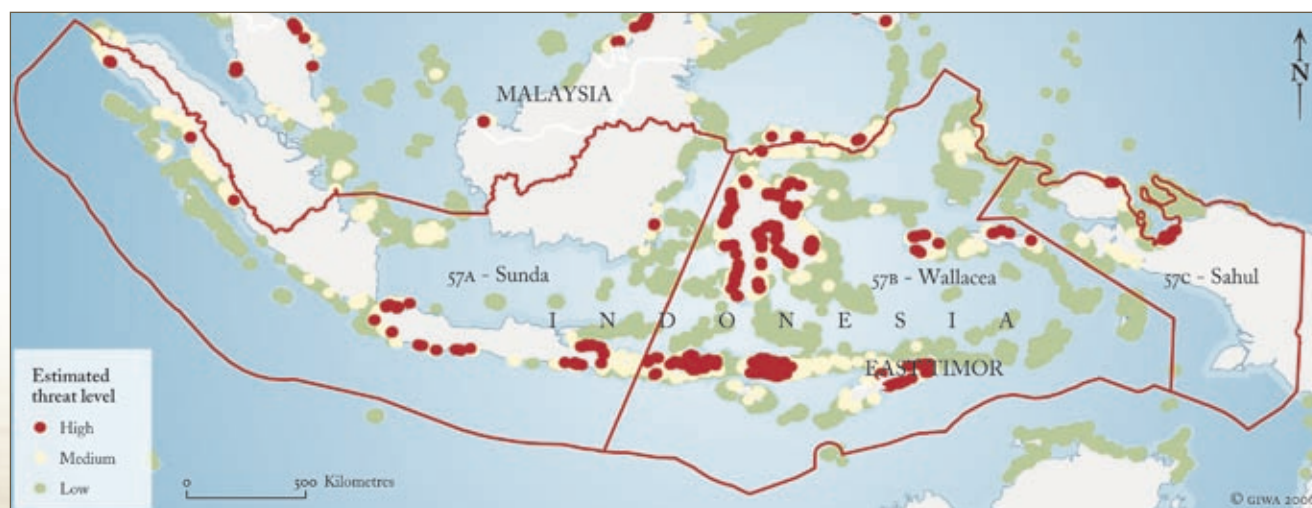 MALAYSIA
N
57A - Sunda
57B - Wallacea
57C - Sahul
I N D O N E S I A
EAST TIMOR
Estimated
threat level
High
Medium
Low
0 500 Kilometres
© GIWA 2006